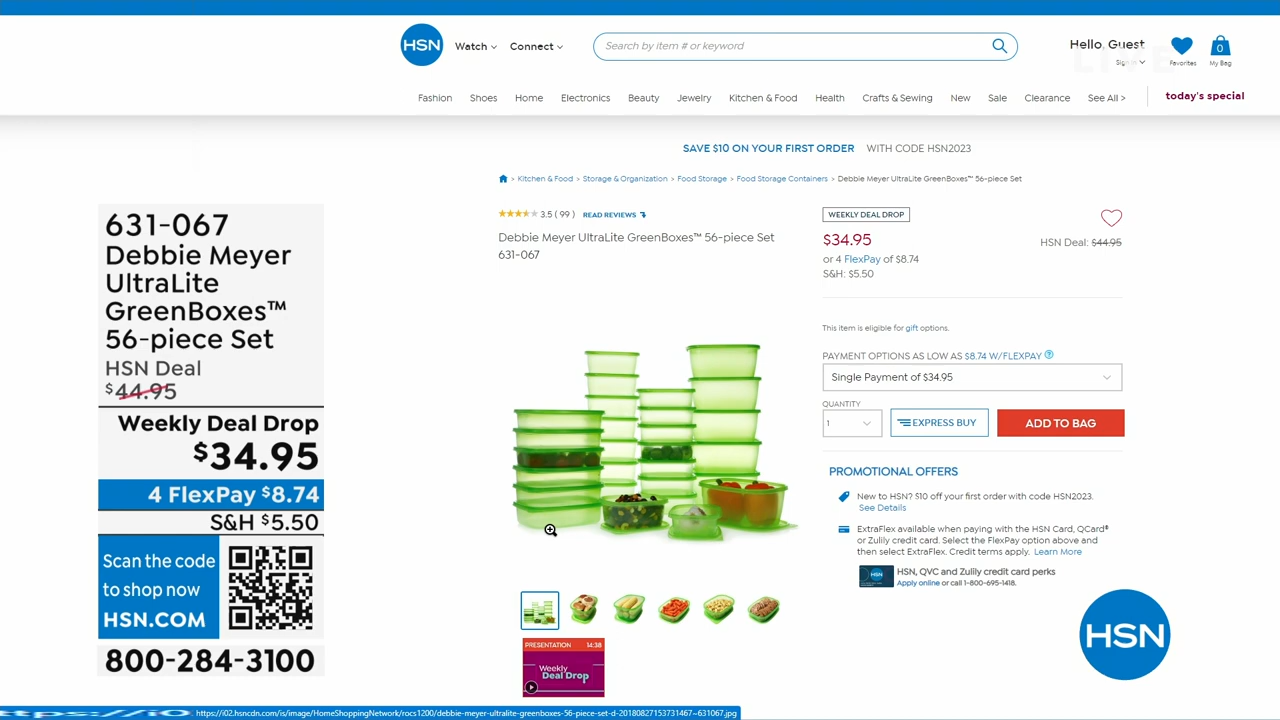 HSN
Watch
Connect
Search by item # or keyword
Hello, Guest
Sign In
Favorites
0
My Bag
LIVE
Fashion
Shoes
Home
Electronics
Beauty
Jewelry
Kitchen & Food
Health
Crafts & Sewing
New
Sale
Clearance
See All >
today's special
SAVE $10 ON YOUR FIRST ORDER WITH CODE HSN2023
> Kitchen & Food > Storage & Organization > Food Storage > Food Storage Containers > Debbie Meyer UltraLite GreenBoxes™ 56-piece Set
631-067
Debbie Meyer
UltraLite
GreenBoxes™
56-piece Set
HSN Deal
$44.95
Weekly Deal Drop
$34.95
4 FlexPay $8.74
S&H $5.50
Scan the code
to shop now
HSN.COM
800-284-3100
3.5 ( 99 ) READ REVIEWS
Debbie Meyer UltraLite GreenBoxes™ 56-piece Set
631-067
WEEKLY DEAL DROP
$34.95
HSN Deal: $44.95
or 4 FlexPay of $8.74
S&H: $5.50
This item is eligible for gift options.
PAYMENT OPTIONS AS LOW AS $8.74 W/FLEXPAY ?
Single Payment of $34.95
QUANTITY
1
EXPRESS BUY
ADD TO BAG
PROMOTIONAL OFFERS
New to HSN? $10 off your first order with code HSN2023.
See Details
ExtraFlex available when paying with the HSN Card, QCard®
or Zulily credit card. Select the FlexPay option above and
then select ExtraFlex. Credit terms apply. Learn More
HSN
HSN, QVC and Zulily credit card perks
Apply online or call 1-800-695-1418.
PRESENTATION 14:38
Weekly
Deal Drop
HSN
https://i02.hsncdn.com/is/image/HomeShoppingNetwork/rocs1200/debbie-meyer-ultralite-greenboxes-56-piece-set-d-20180827153731467~631067.jpg